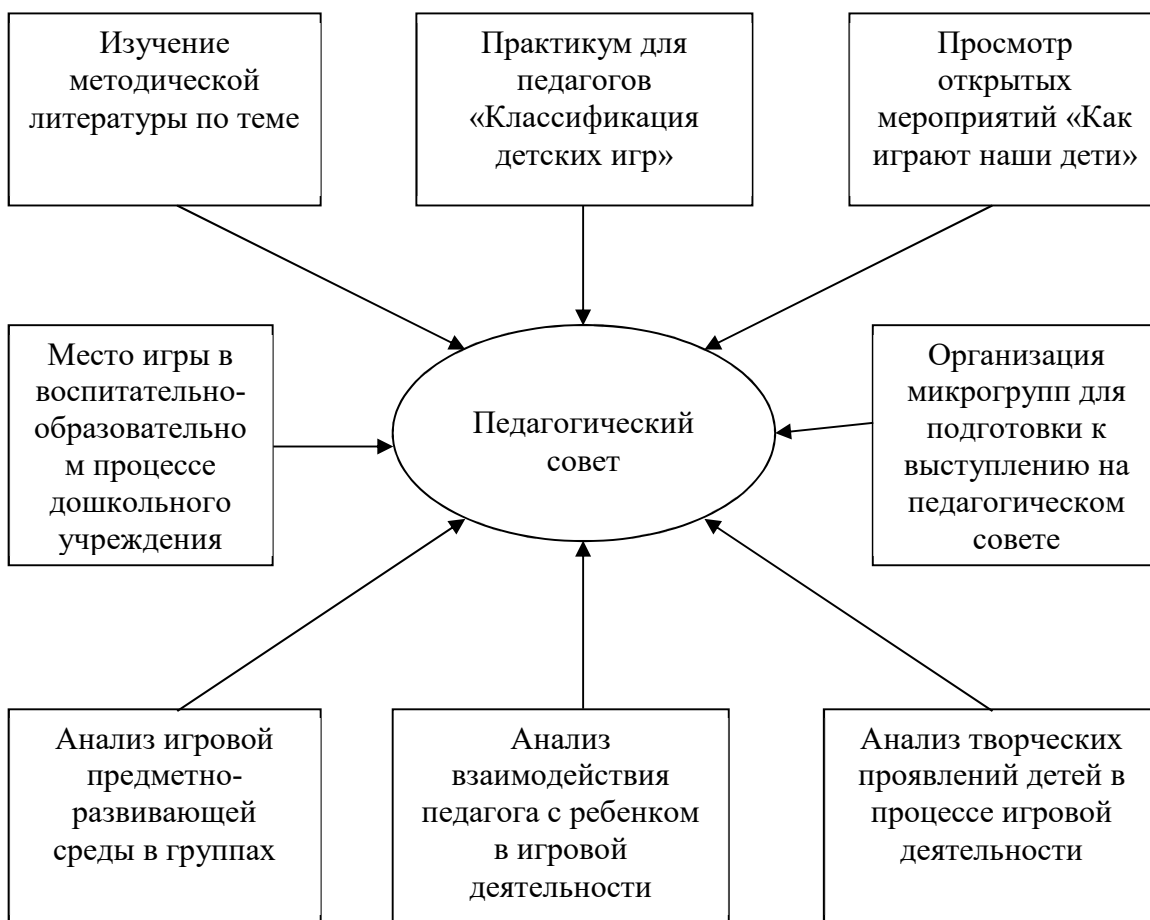 Изучение
методической
литературы по теме
Практикум для
педагогов
«Классификация
детских игр»
Просмотр
открытых
мероприятий «Как
играют наши дети»
Место игры в
воспитательно-
образовательно
м процессе
дошкольного
учреждения
Педагогический
совет
Организация
микрогрупп для
подготовки к
выступлению на
педагогическом
совете
Анализ игровой
предметно-
развивающей
среды в группах
Анализ
взаимодействия
педагога с ребенком
в игровой
деятельности
Анализ творческих
проявлений детей в
процессе игровой
деятельности